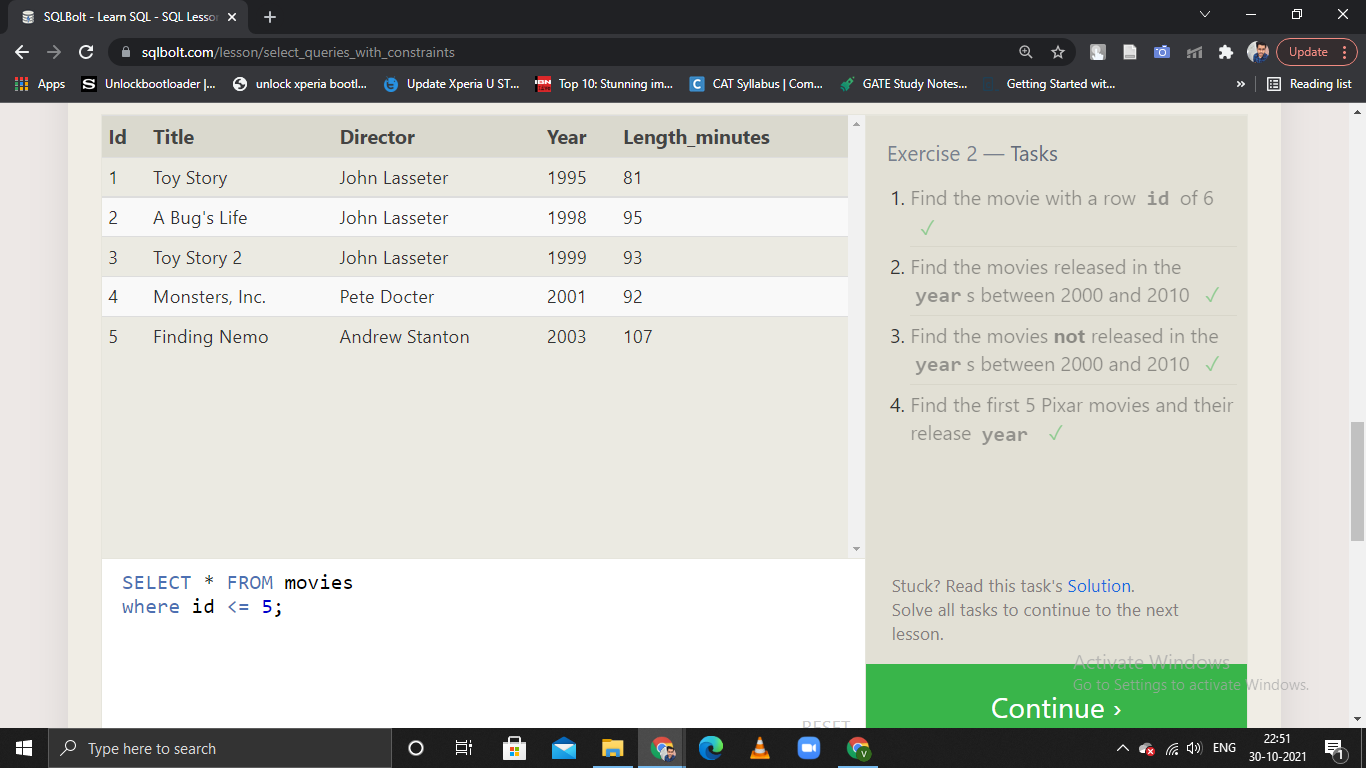 SQLBolt - Learn SQL - SQL Lesson
sqlbolt.com/lesson/select_queries_with_constraints
Update
Apps
Unlockbootloader |...
unlock xperia bootl...
Update Xperia U ST...
Top 10: Stunning im...
CAT Syllabus | Com...
GATE Study Notes...
Getting Started wit...
»
Reading list
Id Title Director Year Length_minutes
1 Toy Story John Lasseter 1995 81
2 A Bug's Life John Lasseter 1998 95
3 Toy Story 2 John Lasseter 1999 93
4 Monsters, Inc. Pete Docter 2001 92
5 Finding Nemo Andrew Stanton 2003 107
SELECT * FROM movies
where id <= 5;
RESET
Exercise 2 — Tasks
1. Find the movie with a row id of 6
✓
2. Find the movies released in the
year s between 2000 and 2010 ✓
3. Find the movies not released in the
year s between 2000 and 2010 ✓
4. Find the first 5 Pixar movies and their
release year ✓
Stuck? Read this task's Solution.
Solve all tasks to continue to the next
lesson.
Activate Windows
Go to Settings to activate Windows.
Continue ›
Type here to search
ENG
22:51
30-10-2021
1